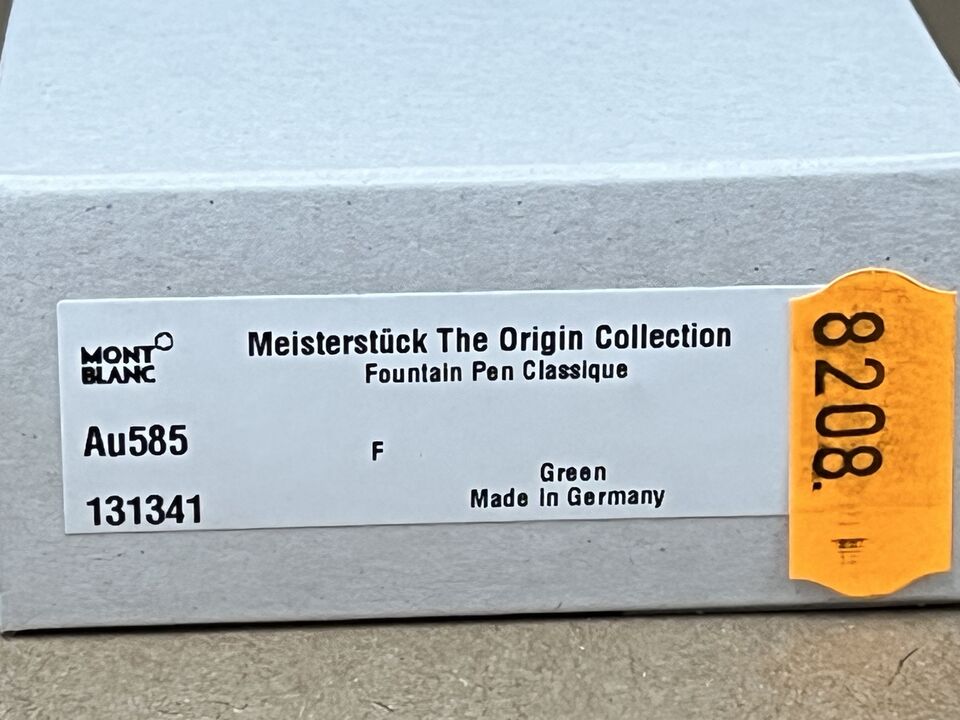 MONT
BLANC
Meisterstück The Origin Collection
Fountain Pen Classique
Au585
F
Green
131341
Made in Germany
8208.